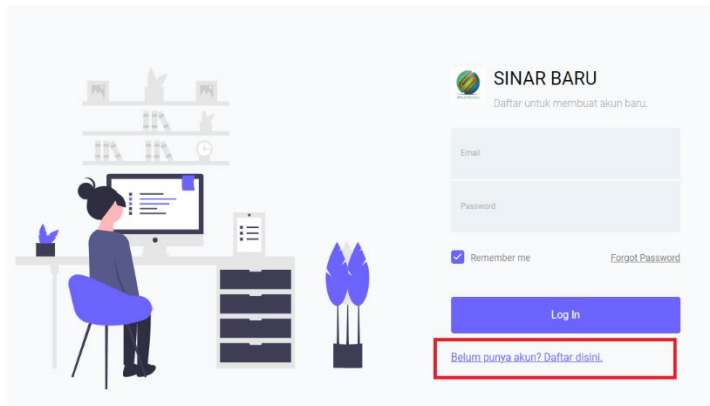 SINAR BARU
Daftar untuk membuat akun baru.
Email
Password
Remember me
Forgot Password
Log In
Belum punya akun? Daftar disini.